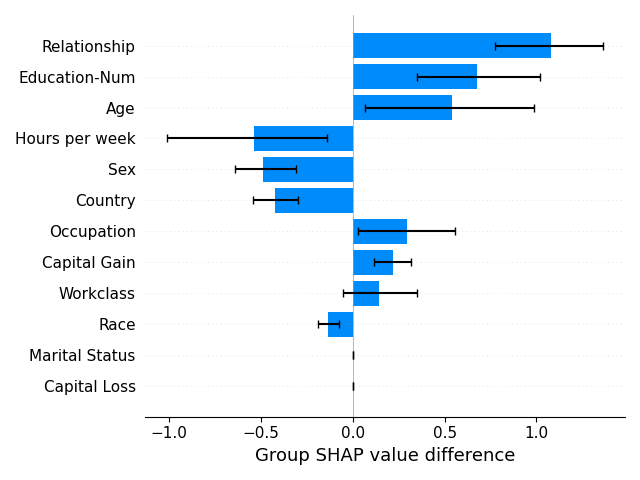 Relationship
Education-Num
Age
Hours per week
Sex
Country
Occupation
Capital Gain
Workclass
Race
Marital Status
Capital Loss
−1.0 −0.5 0.0 0.5 1.0
Group SHAP value difference